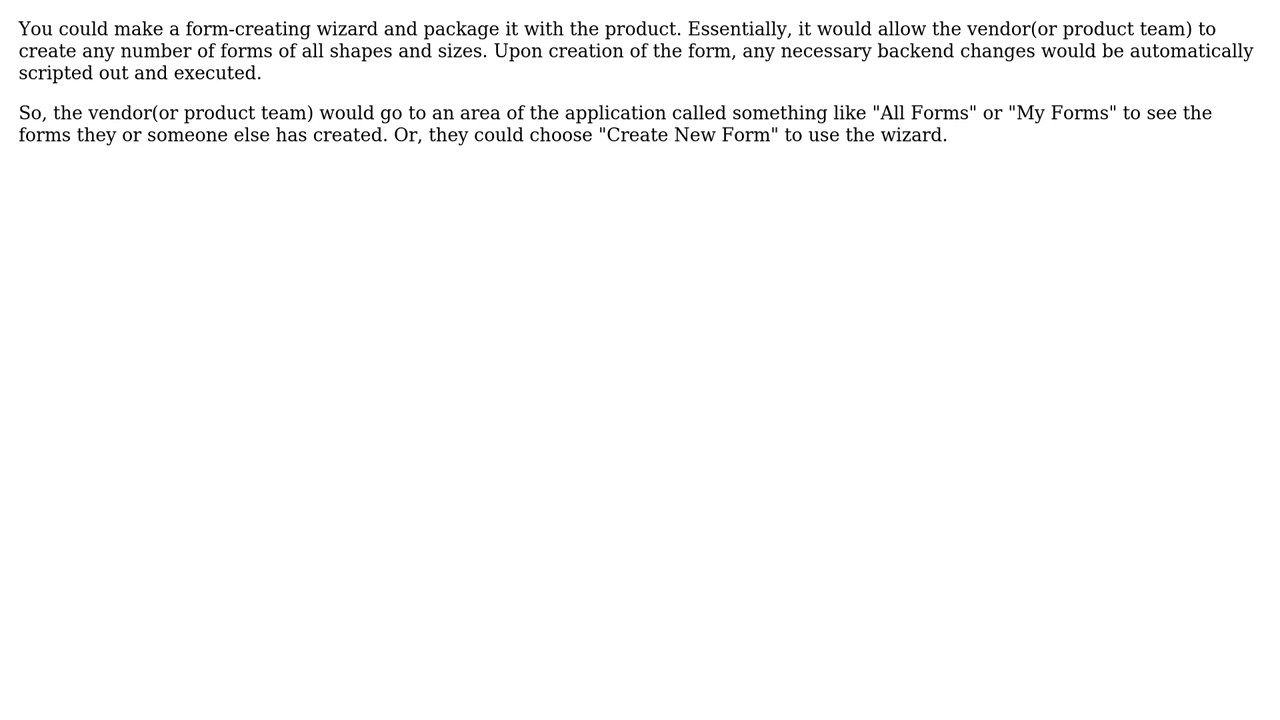 You could make a form-creating wizard and package it with the product. Essentially, it would allow the vendor(or product team) to
create any number of forms of all shapes and sizes. Upon creation of the form, any necessary backend changes would be automatically
scripted out and executed.
So, the vendor(or product team) would go to an area of the application called something like "All Forms" or "My Forms" to see the
forms they or someone else has created. Or, they could choose "Create New Form" to use the wizard.